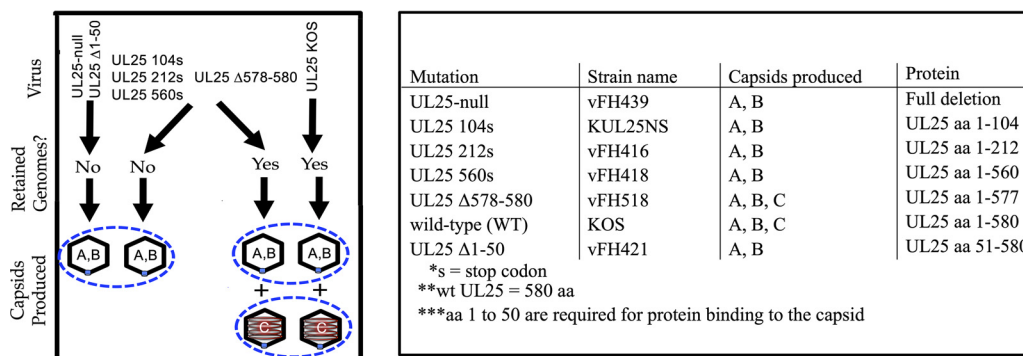 Virus
UL25-null
UL25 Δ1-50
UL25 104s
UL25 212s
UL25 560s
UL25 Δ578-580
UL25 KOS
Retained
Genomes?
No
No
Yes
Yes
Capsids
Produced
A,B
A,B
A,B
A,B
+
+
C
C
Mutation Strain name Capsids produced Protein
UL25-null vFH439 A, B Full deletion
UL25 104s KUL25NS A, B UL25 aa 1-104
UL25 212s vFH416 A, B UL25 aa 1-212
UL25 560s vFH418 A, B UL25 aa 1-560
UL25 Δ578-580 vFH518 A, B, C UL25 aa 1-577
wild-type (WT) KOS A, B, C UL25 aa 1-580
UL25 Δ1-50 vFH421 A, B UL25 aa 51-580
*s = stop codon
**wt UL25 = 580 aa
***aa 1 to 50 are required for protein binding to the capsid